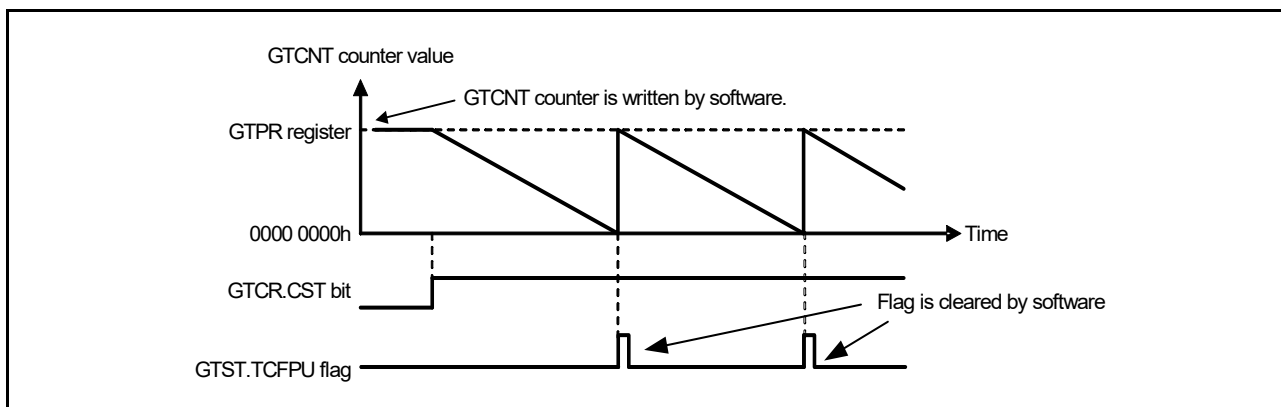 GTCNT counter value
GTCNT counter is written by software.
GTPR register
0000 0000h
Time
GTCR.CST bit
Flag is cleared by software
GTST.TCFPU flag